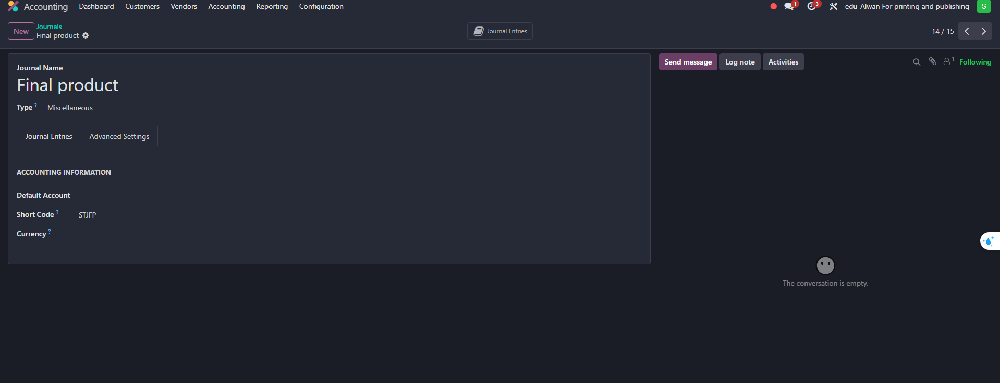 Accounting Dashboard Customers Vendors Accounting Reporting Configuration 1 3 edu-Alwan For printing and publishing S
New Journals Journal Entries 14 / 15
Final product
Send message Log note Activities 1 Following
Journal Name
Final product
Type ? Miscellaneous
Journal Entries Advanced Settings
ACCOUNTING INFORMATION
Default Account
Short Code ? STJFP
Currency ?
The conversation is empty.